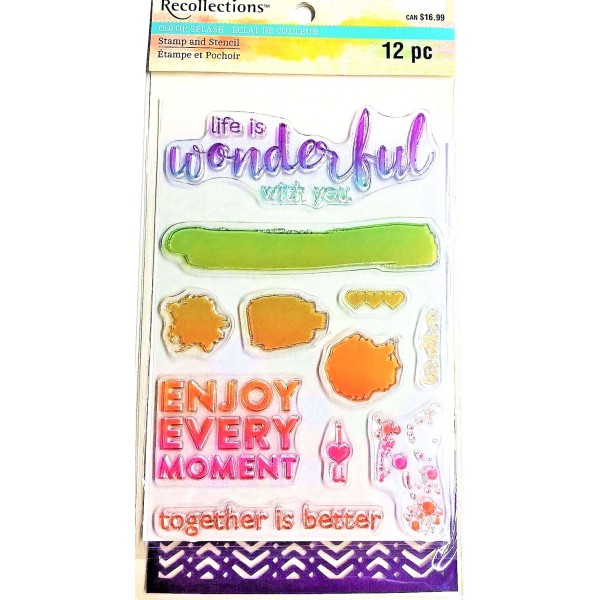 Recollections™
CAN $16.99
COLOR SPLASH ÉCLAT DE COULEUR
Stamp and Stencil
Étampe et Pochoir
12 pc
life is
wonderful
with you.
ENJOY
EVERY
MOMENT
i
u
together is better